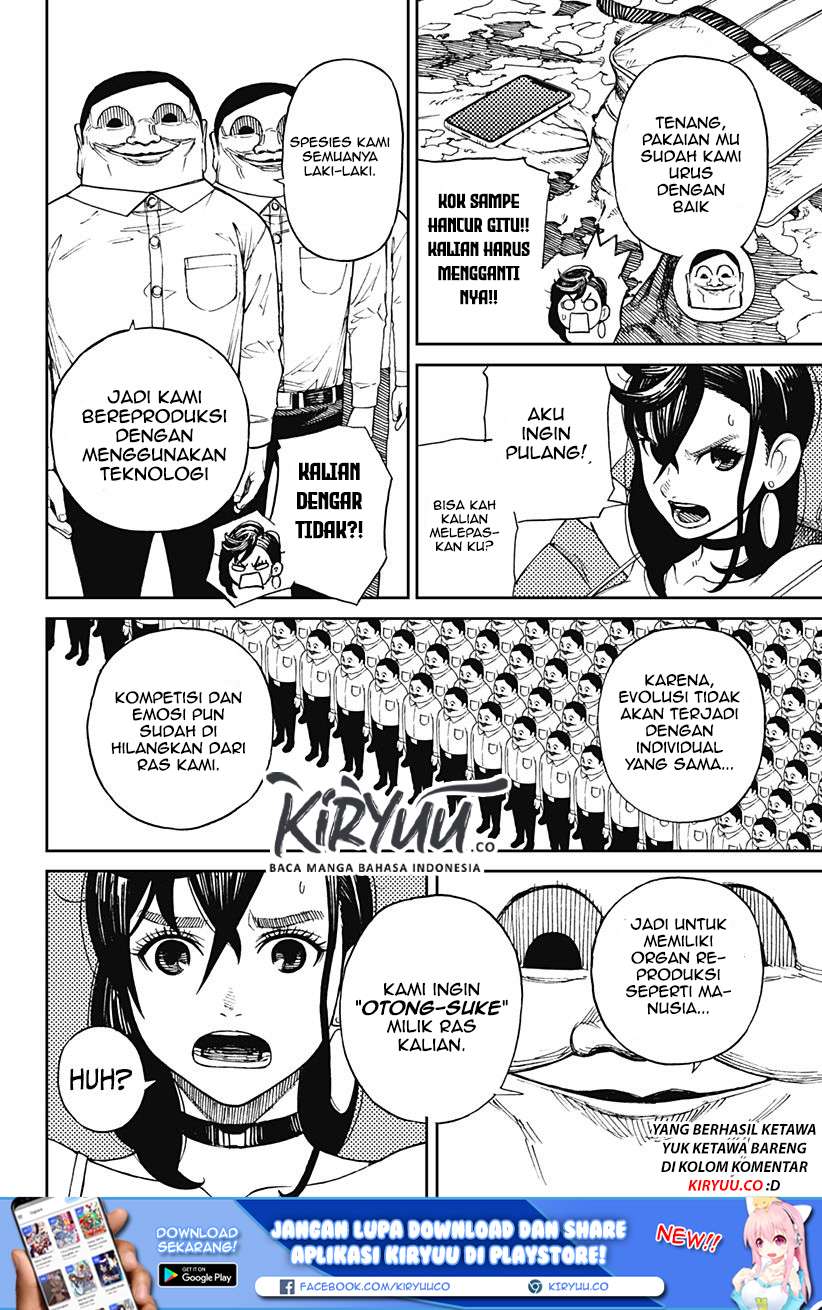 TENANG,
PAKAIAN MU
SUDAH KAMI
URUS
DENGAN
BAIK
KOK SAMPE
HANCUR GITU!!
KALIAN HARUS
MENGGANTI
NYA!!
SPESIES KAMI
SEMUANYA
LAKI-LAKI.
JADI KAMI
BEREPRODUKSI
DENGAN
MENGGUNAKAN
TEKNOLOGI
KALIAN
DENGAR
TIDAK?!
AKU
INGIN
PULANG!,
BISA KAH
KALIAN
MELEPAS-
KAN KU?
KARENA,
EVOLUSI TIDAK
AKAN TERJADI
DENGAN
INDIVIDUAL
YANG SAMA...
KOMPETISI DAN
EMOSI PUN
SUDAH DI
HILANGKAN DARI
RAS KAMI.
KIRYUU.CO
BACA MANGA BAHASA INDONESIA
JADI UNTUK
MEMILIKI
ORGAN RE-
PRODUKSI
SEPERTI MA-
NUSIA...
KAMI INGIN
"OTONG-SUKE"
MILIK RAS
KALIAN.
HUH?
YANG BERHASIL KETAWA
YUK KETAWA BARENG
DI KOLOM KOMENTAR
KIRYUU.CO :D
DOWNLOAD
SEKARANG!
GET IT ON
Google Play
JANGAN LUPA DOWNLOAD DAN SHARE
APLIKASI KIRYUU DI PLAYSTORE!
NEW!!
FACEBOOK.COM/KIRYUUCO
KIRYUU.CO